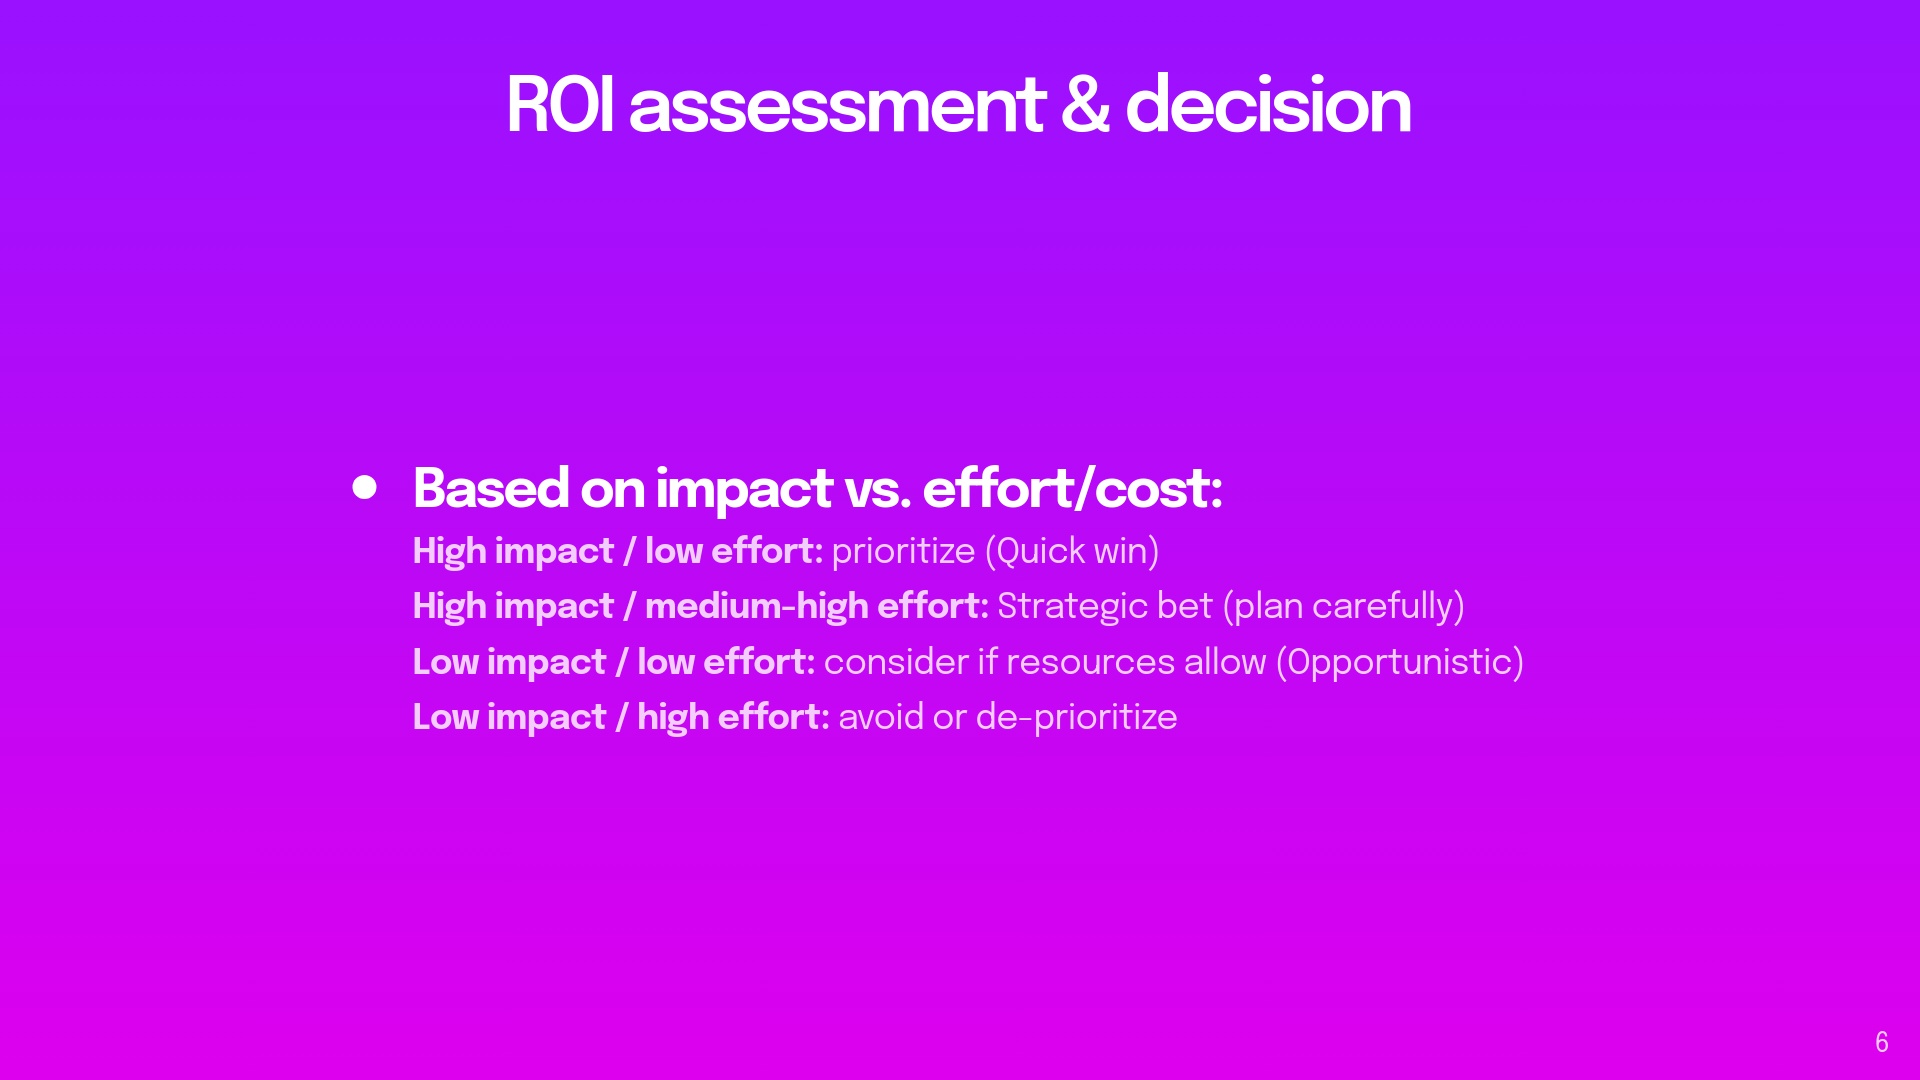 ROI assessment & decision
● Based on impact vs. effort/cost:
High impact / low effort: prioritize (Quick win)
High impact / medium-high effort: Strategic bet (plan carefully)
Low impact / low effort: consider if resources allow (Opportunistic)
Low impact / high effort: avoid or de-prioritize
6